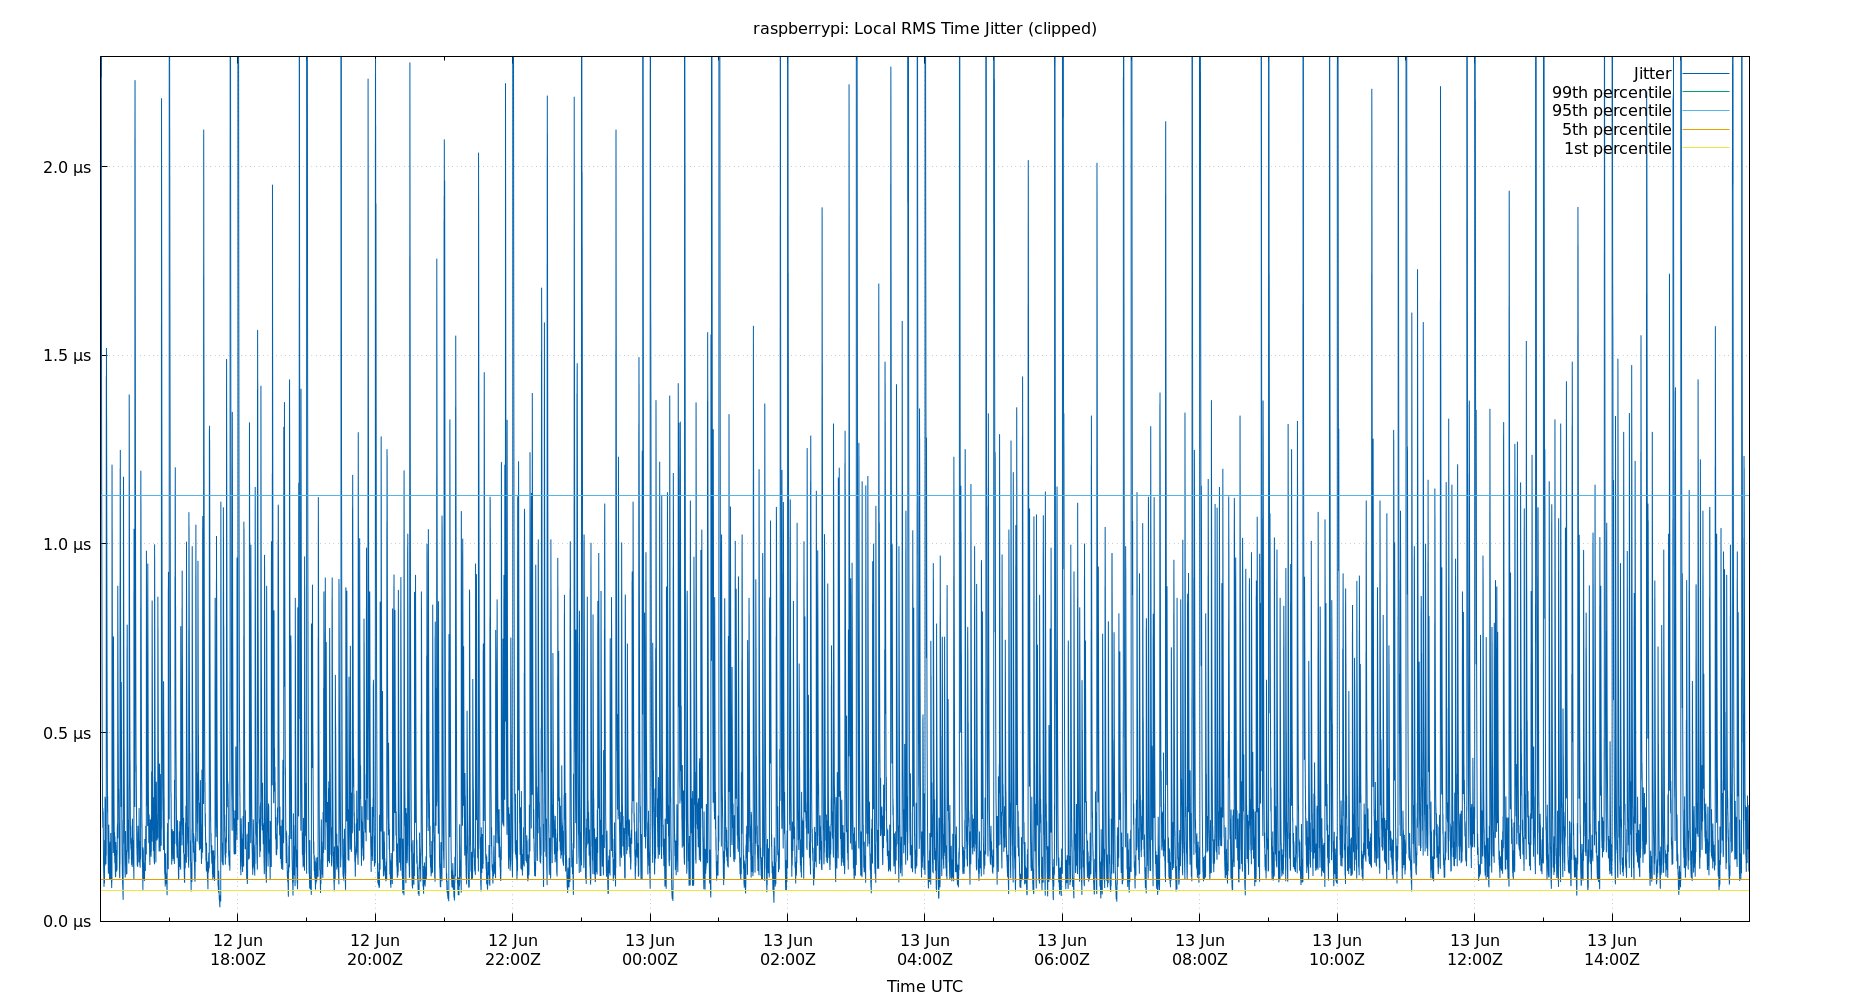 raspberrypi: Local RMS Time Jitter (clipped)
Jitter
99th percentile
95th percentile
5th percentile
1st percentile
2.0 µs
1.5 µs
1.0 µs
0.5 µs
0.0 µs
12 Jun 12 Jun 12 Jun 13 Jun 13 Jun 13 Jun 13 Jun 13 Jun 13 Jun 13 Jun 13 Jun
18:00Z 20:00Z 22:00Z 00:00Z 02:00Z 04:00Z 06:00Z 08:00Z 10:00Z 12:00Z 14:00Z
Time UTC